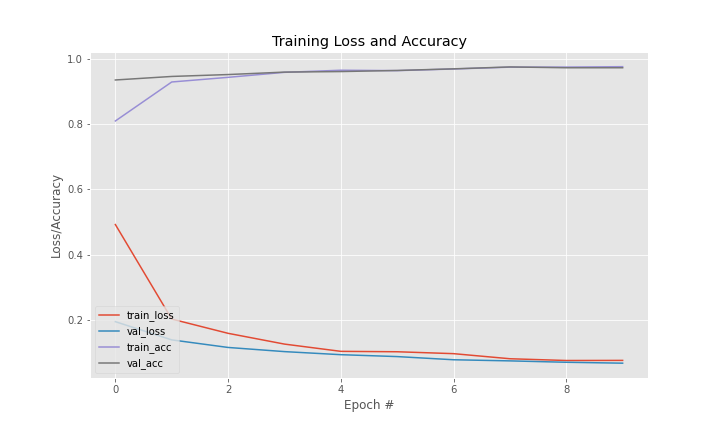 Training Loss and Accuracy
1.0
0.8
0.6
0.4
0.2
Loss/Accuracy
train_loss
val_loss
train_acc
val_acc
0 2 4 6 8
Epoch #